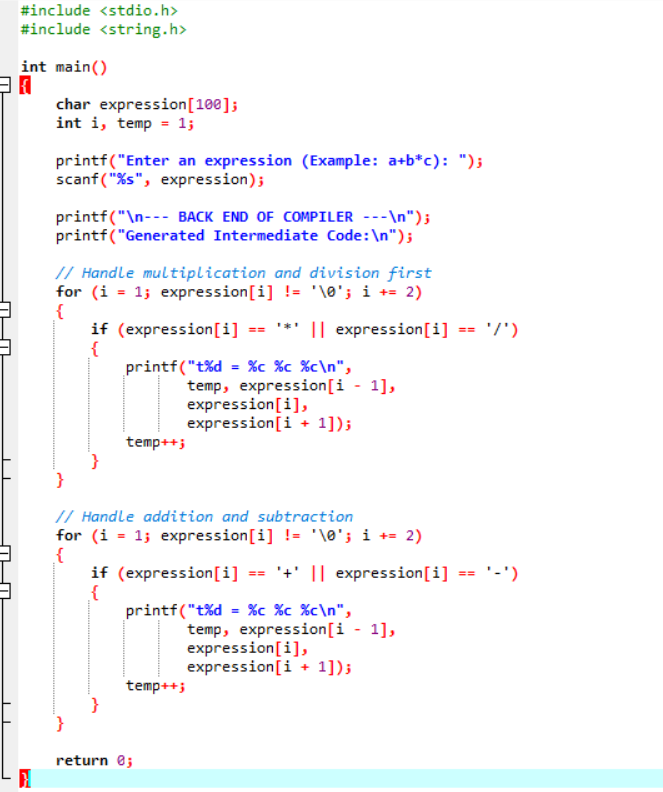 #include <stdio.h>
#include <string.h>
int main()
{
    char expression[100];
    int i, temp = 1;
    printf("Enter an expression (Example: a+b*c): ");
    scanf("%s", expression);
    printf("\n--- BACK END OF COMPILER ---\n");
    printf("Generated Intermediate Code:\n");
    // Handle multiplication and division first
    for (i = 1; expression[i] != '\0'; i += 2)
    {
        if (expression[i] == '*' || expression[i] == '/')
        {
            printf("t%d = %c %c %c\n",
                   temp, expression[i - 1],
                   expression[i],
                   expression[i + 1]);
            temp++;
        }
    }
    // Handle addition and subtraction
    for (i = 1; expression[i] != '\0'; i += 2)
    {
        if (expression[i] == '+' || expression[i] == '-')
        {
            printf("t%d = %c %c %c\n",
                   temp, expression[i - 1],
                   expression[i],
                   expression[i + 1]);
            temp++;
        }
    }
    return 0;
}